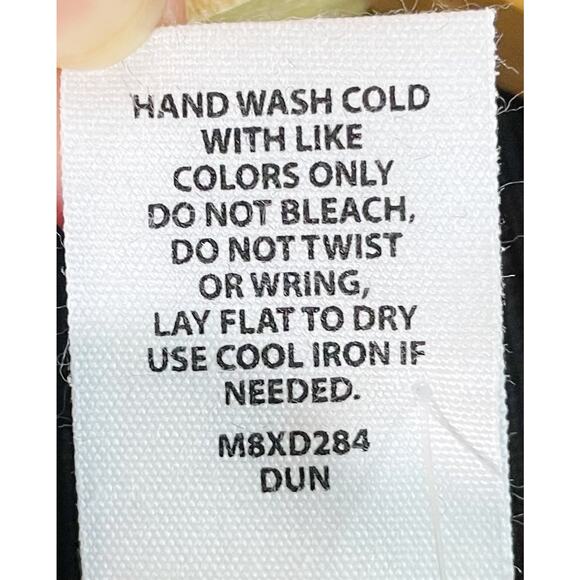 HAND WASH COLD
WITH LIKE
COLORS ONLY
DO NOT BLEACH,
DO NOT TWIST
OR WRING,
LAY FLAT TO DRY
USE COOL IRON IF
NEEDED.
M8XD284
DUN